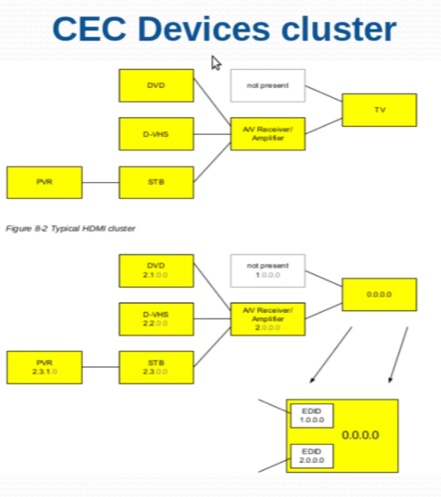 CEC Devices cluster
DVD
not present
TV
D-VHS
A/V Receiver/
Amplifier
PVR
STB
Figure 8-2 Typical HDMI cluster
DVD
2.1.0.0
not present
1.0.0.0
0.0.0.0
D-VHS
2.2.0.0
A/V Receiver/
Amplifier
2.0.0.0
PVR
2.3.1.0
STB
2.3.0.0
EDID
1.0.0.0
0.0.0.0
EDID
2.0.0.0